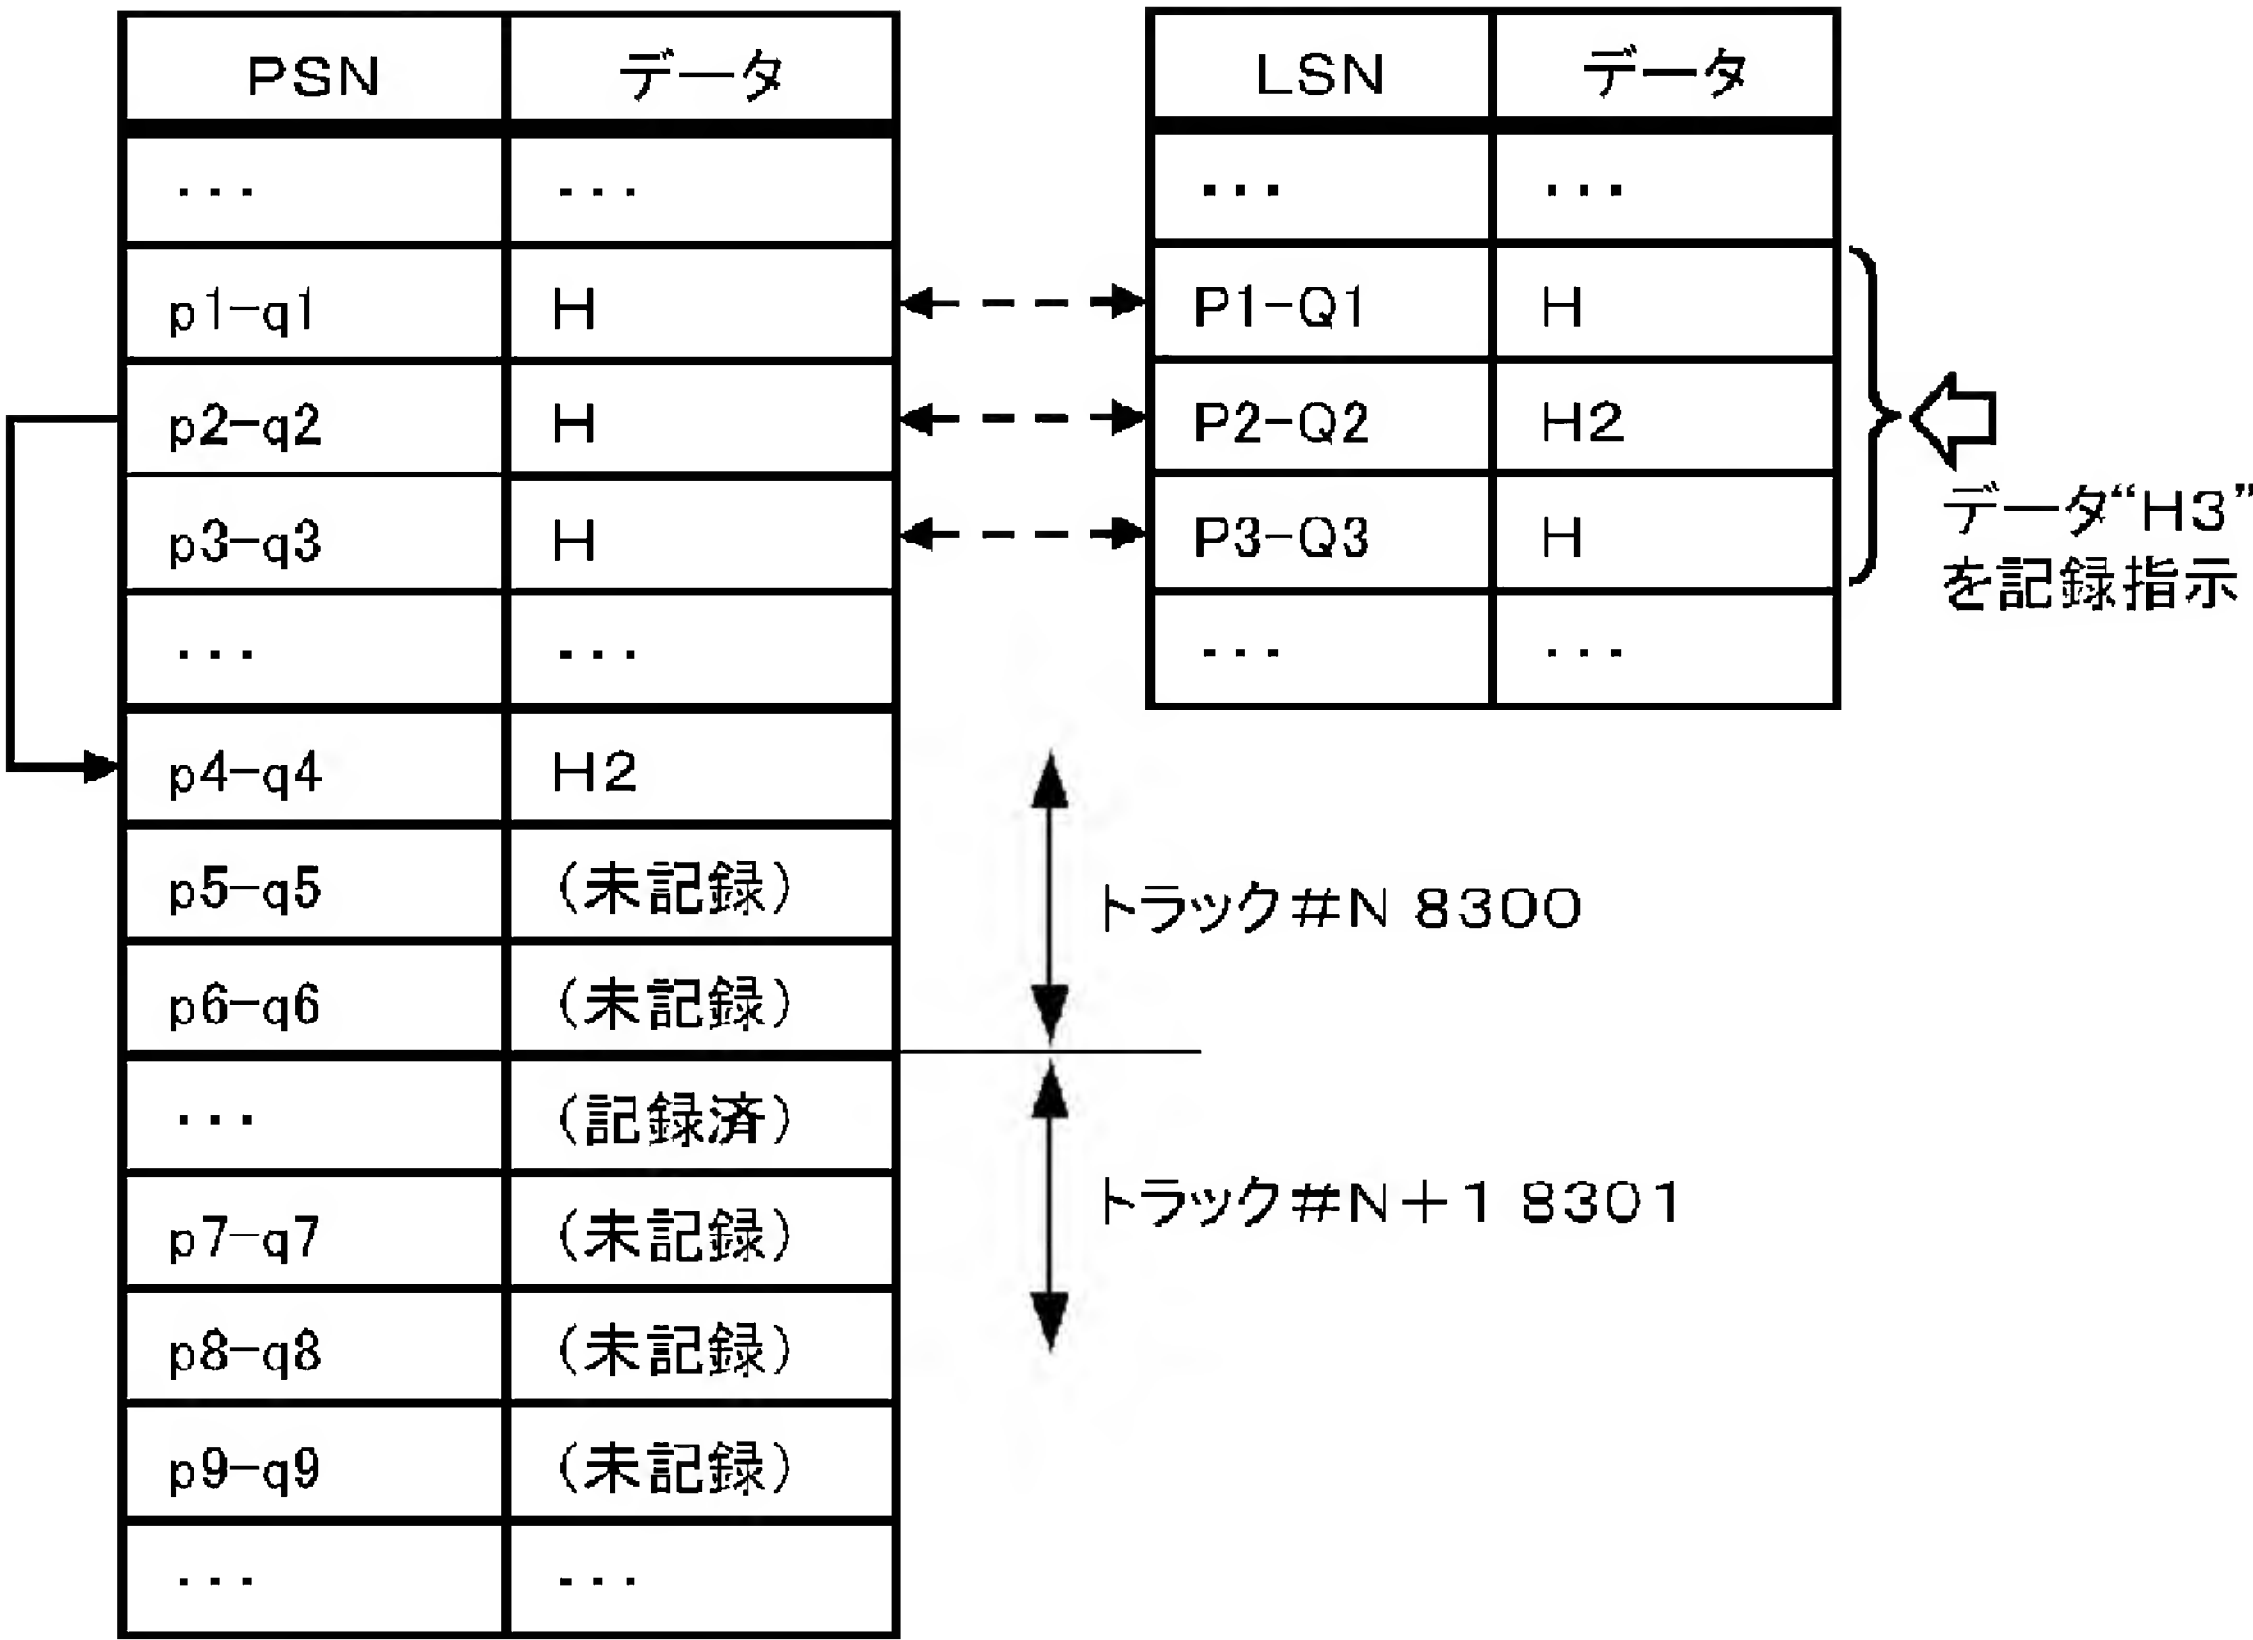 PSN データ
・・・ ・・・
p1-q1 H
p2-q2 H
p3-q3 H
・・・ ・・・
p4-q4 H2
p5-q5 (未記録)
p6-q6 (未記録)
・・・ (記録済)
p7-q7 (未記録)
p8-q8 (未記録)
p9-q9 (未記録)
・・・ ・・・
LSN データ
・・・ ・・・
P1-Q1 H
P2-Q2 H2
P3-Q3 H
・・・ ・・・
データ“H3”
を記録指示
トラック#N 8300
トラック#N+1 8301